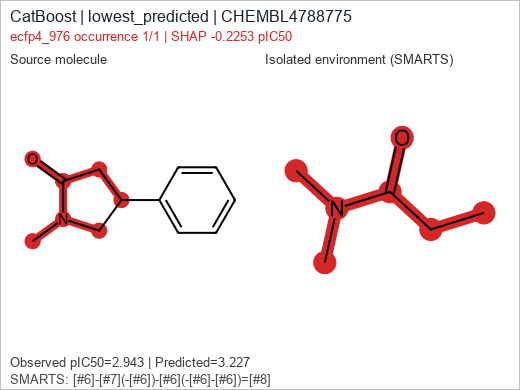 CatBoost | lowest_predicted | CHEMBL4788775
ecfp4_976 occurrence 1/1 | SHAP -0.2253 pIC50
Source molecule
Isolated environment (SMARTS)
O
N
O
N
Observed pIC50=2.943 | Predicted=3.227
SMARTS: [#6]-[#7](-[#6])-[#6](-[#6]-[#6])=[#8]